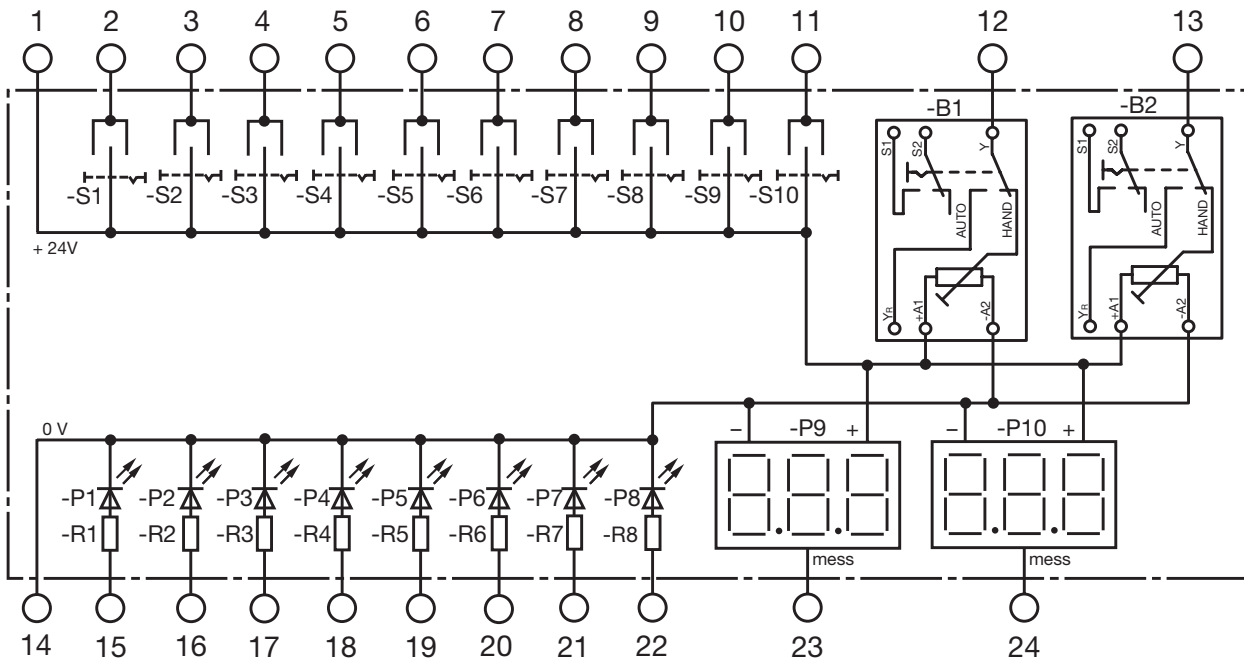 1 2 3 4 5 6 7 8 9 10 11 12 13
-B1 -B2
S1 S2 Y S1 S2 Y
-S1 -S2 -S3 -S4 -S5 -S6 -S7 -S8 -S9 -S10
AUTO HAND AUTO HAND
+ 24V
YR +A1 -A2 YR +A1 -A2
0 V
– -P9 + – -P10 +
-P1 -P2 -P3 -P4 -P5 -P6 -P7 -P8
-R1 -R2 -R3 -R4 -R5 -R6 -R7 -R8
mess mess
14 15 16 17 18 19 20 21 22 23 24